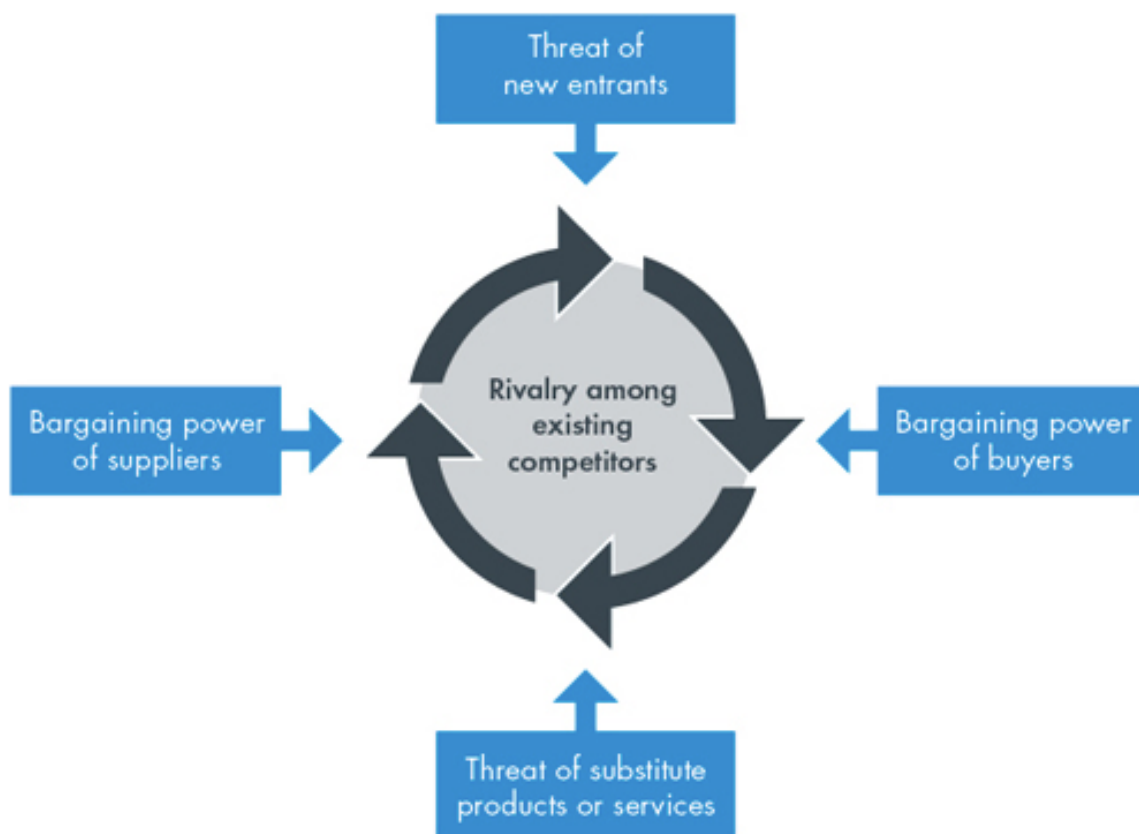 Threat of
new entrants
Rivalry among
existing
competitors
Bargaining power
of suppliers
Bargaining power
of buyers
Threat of substitute
products or services